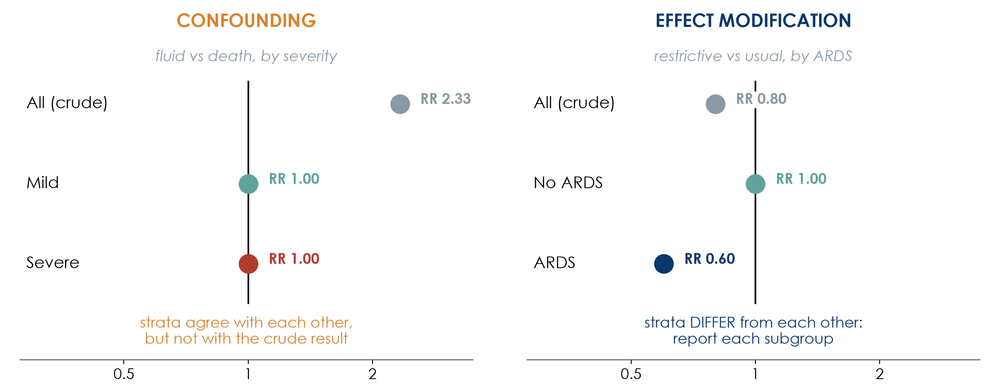 CONFOUNDING
fluid vs death, by severity
All (crude)
RR 2.33
Mild
RR 1.00
Severe
RR 1.00
strata agree with each other,
but not with the crude result
0.5
1
2
EFFECT MODIFICATION
restrictive vs usual, by ARDS
All (crude)
RR 0.80
No ARDS
RR 1.00
ARDS
RR 0.60
strata DIFFER from each other:
report each subgroup
0.5
1
2